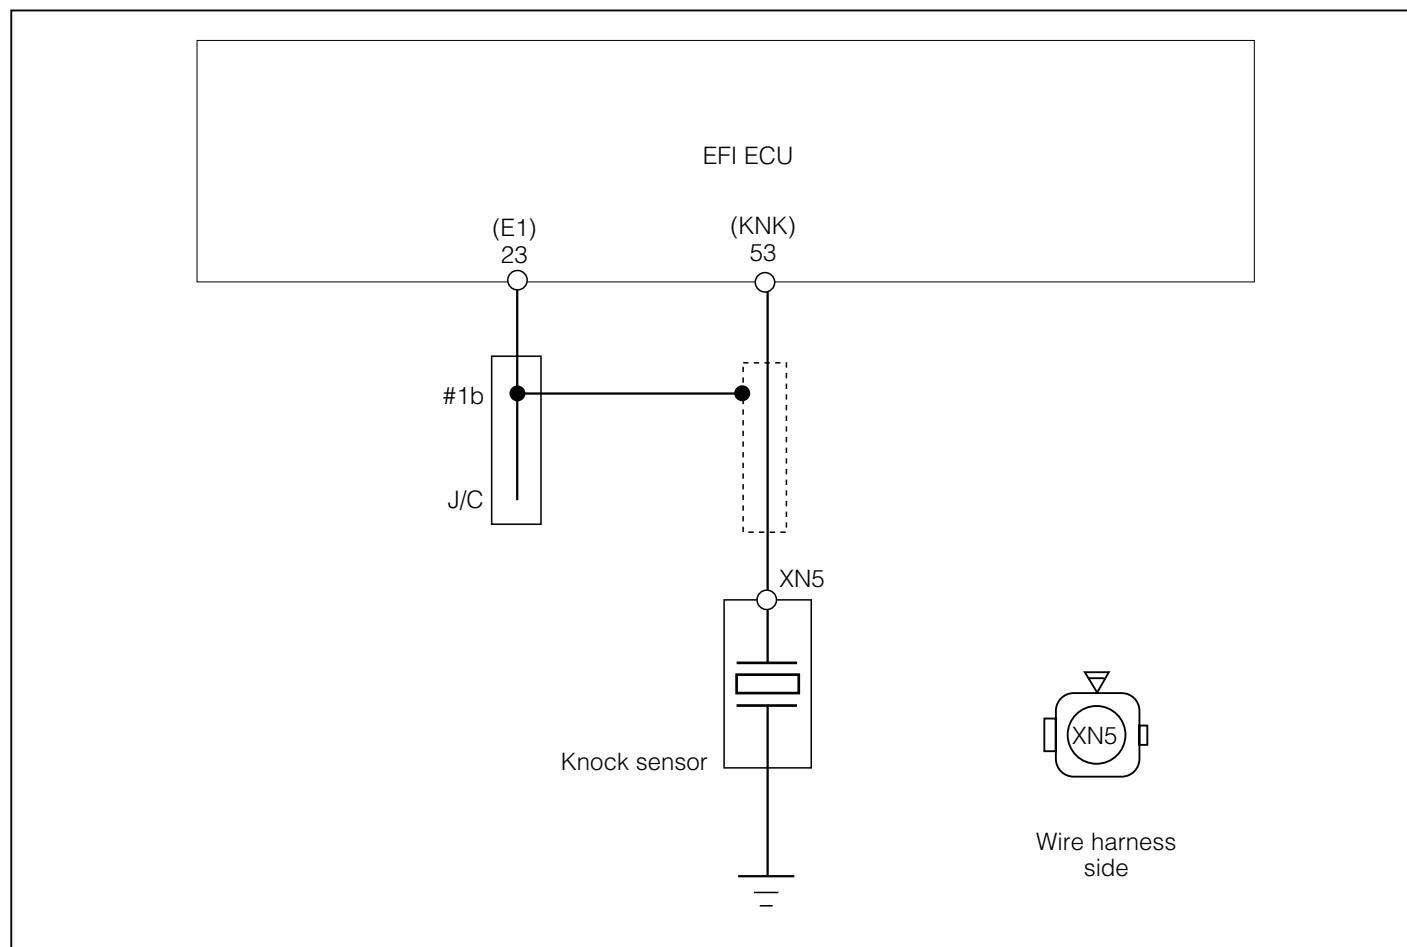 EFI ECU
(E1)
23
(KNK)
53
#1b
J/C
XN5
Knock sensor
XN5
Wire harness
side